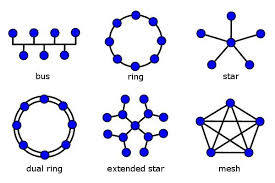 bus
ring
star
dual ring
extended star
mesh